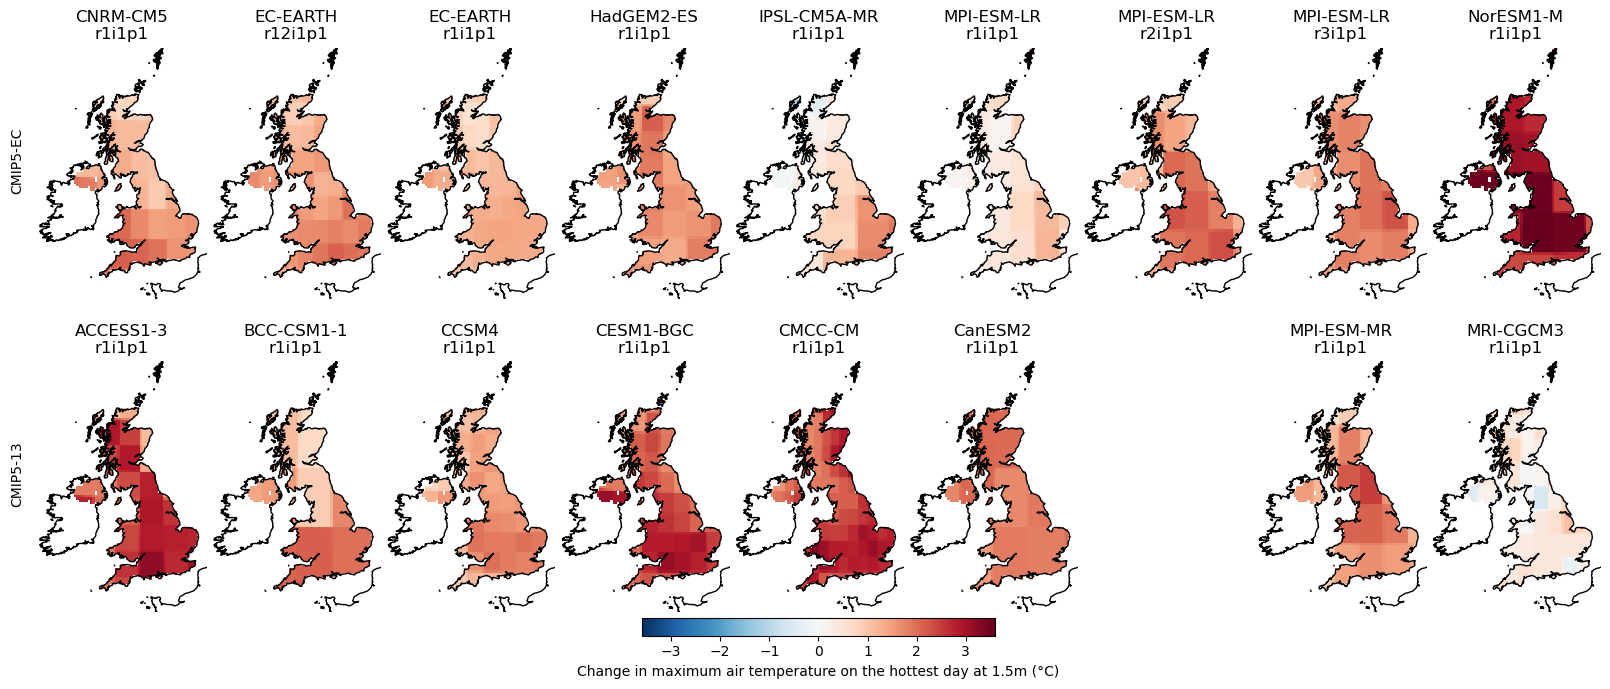 CNRM-CM5
r1i1p1
EC-EARTH
r12i1p1
EC-EARTH
r1i1p1
HadGEM2-ES
r1i1p1
IPSL-CM5A-MR
r1i1p1
MPI-ESM-LR
r1i1p1
MPI-ESM-LR
r2i1p1
MPI-ESM-LR
r3i1p1
NorESM1-M
r1i1p1
CMIP5-EC
ACCESS1-3
r1i1p1
BCC-CSM1-1
r1i1p1
CCSM4
r1i1p1
CESM1-BGC
r1i1p1
CMCC-CM
r1i1p1
CanESM2
r1i1p1
MPI-ESM-MR
r1i1p1
MRI-CGCM3
r1i1p1
CMIP5-13
−3 −2 −1 0 1 2 3
Change in maximum air temperature on the hottest day at 1.5m (°C)